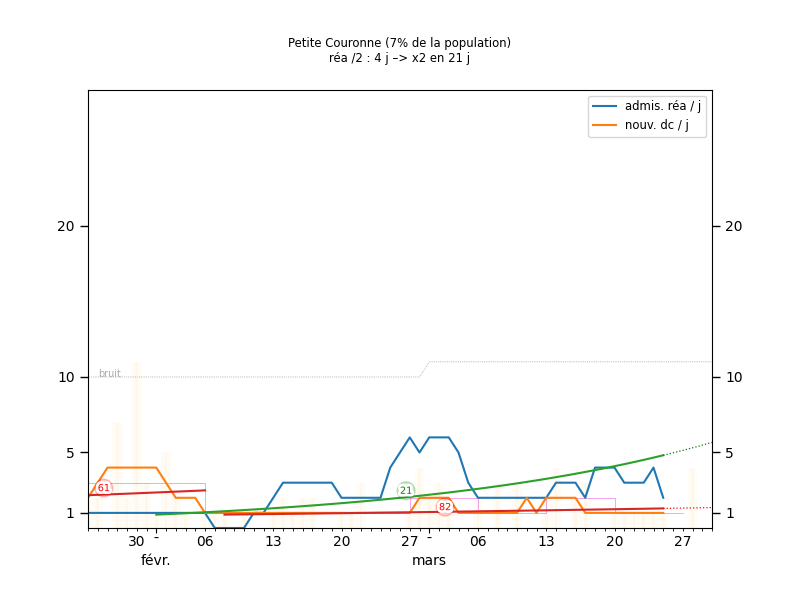 Petite Couronne (7% de la population)
réa /2 : 4 j –> x2 en 21 j
admis. réa / j
nouv. dc / j
20
20
bruit
10
10
5
5
61
21
82
1
1
30 - 06 13 20 27 - 06 13 20 27
févr. mars